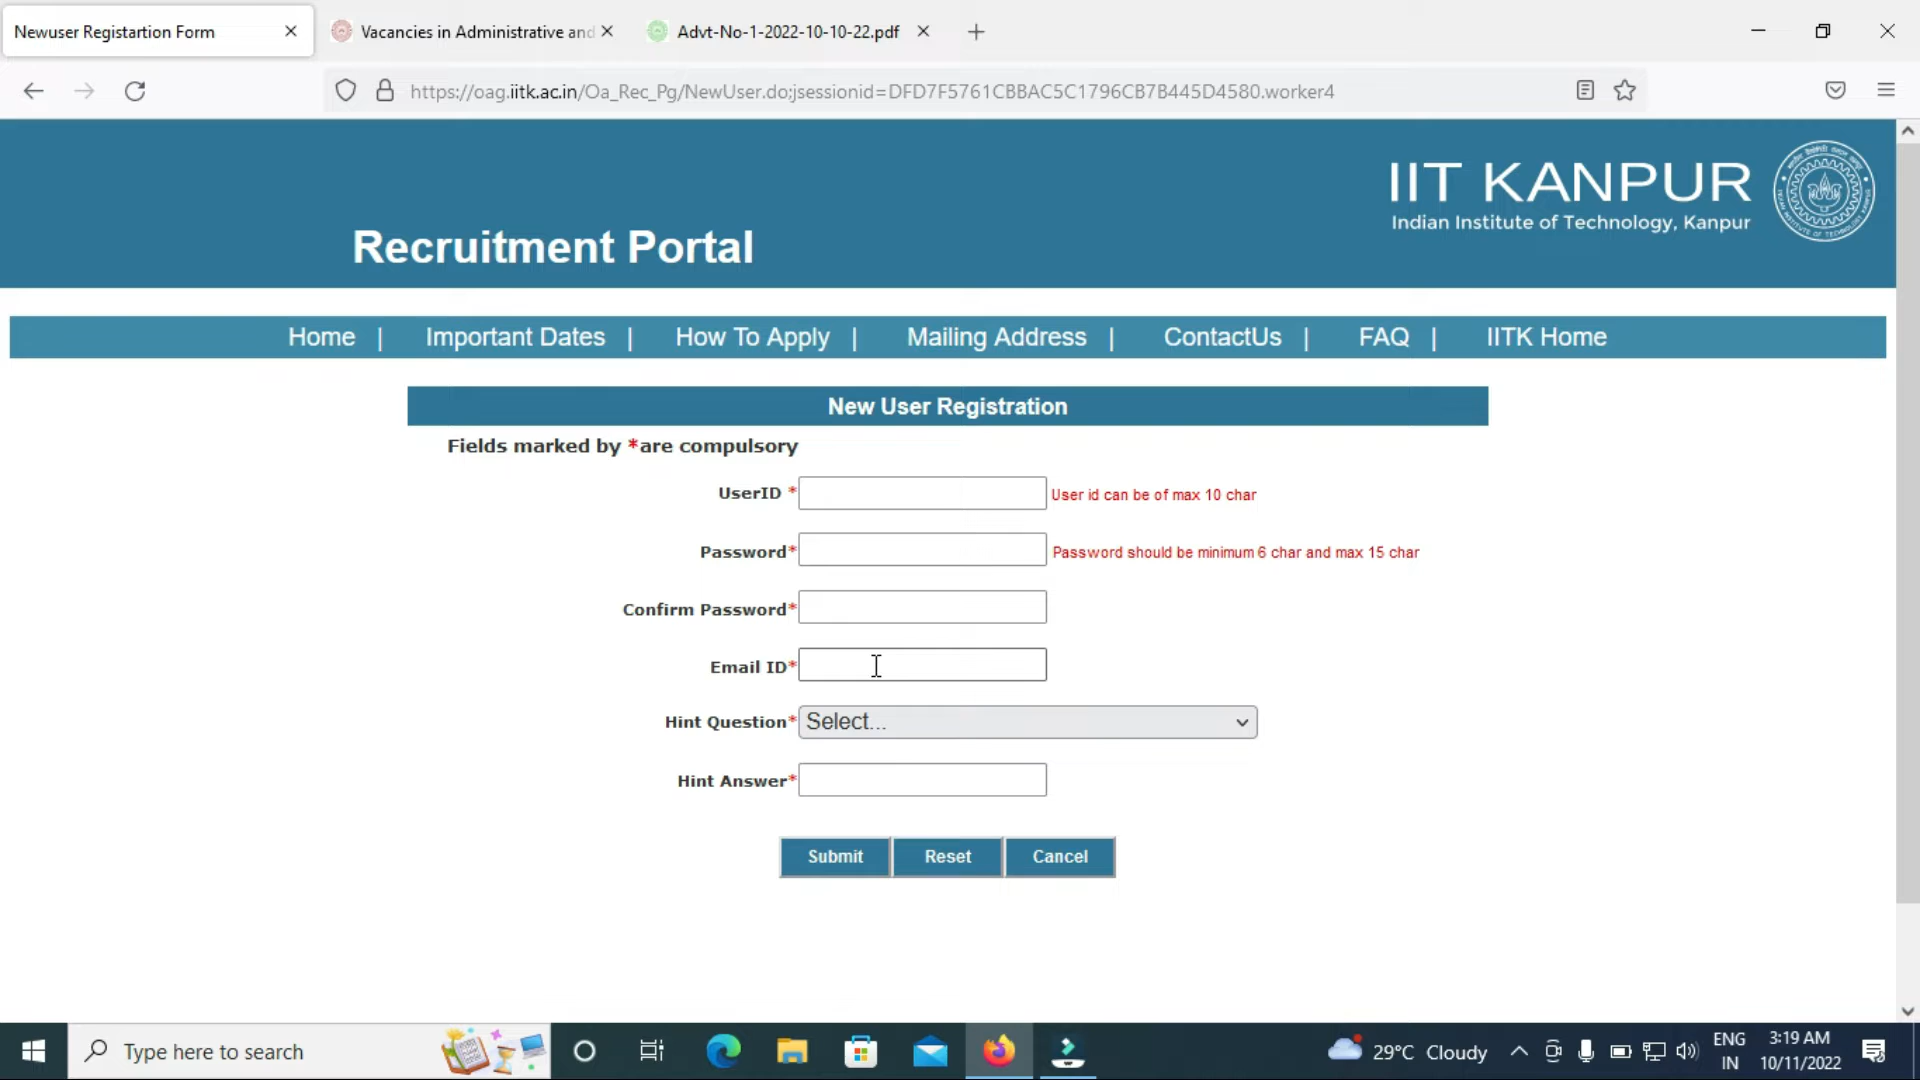 Newuser Registartion Form
Vacancies in Administrative and
Advt-No-1-2022-10-10-22.pdf
https://oag.iitk.ac.in/Oa_Rec_Pg/NewUser.do;jsessionid=DFD7F5761CBBAC5C1796CB7B445D4580.worker4
IIT KANPUR
Indian Institute of Technology, Kanpur
Recruitment Portal
Home | Important Dates | How To Apply | Mailing Address | ContactUs | FAQ | IITK Home
New User Registration
Fields marked by *are compulsory
UserID * User id can be of max 10 char
Password* Password should be minimum 6 char and max 15 char
Confirm Password*
Email ID*
Hint Question* Select...
Hint Answer*
Submit Reset Cancel
Type here to search
29°C Cloudy
ENG
IN
3:19 AM
10/11/2022